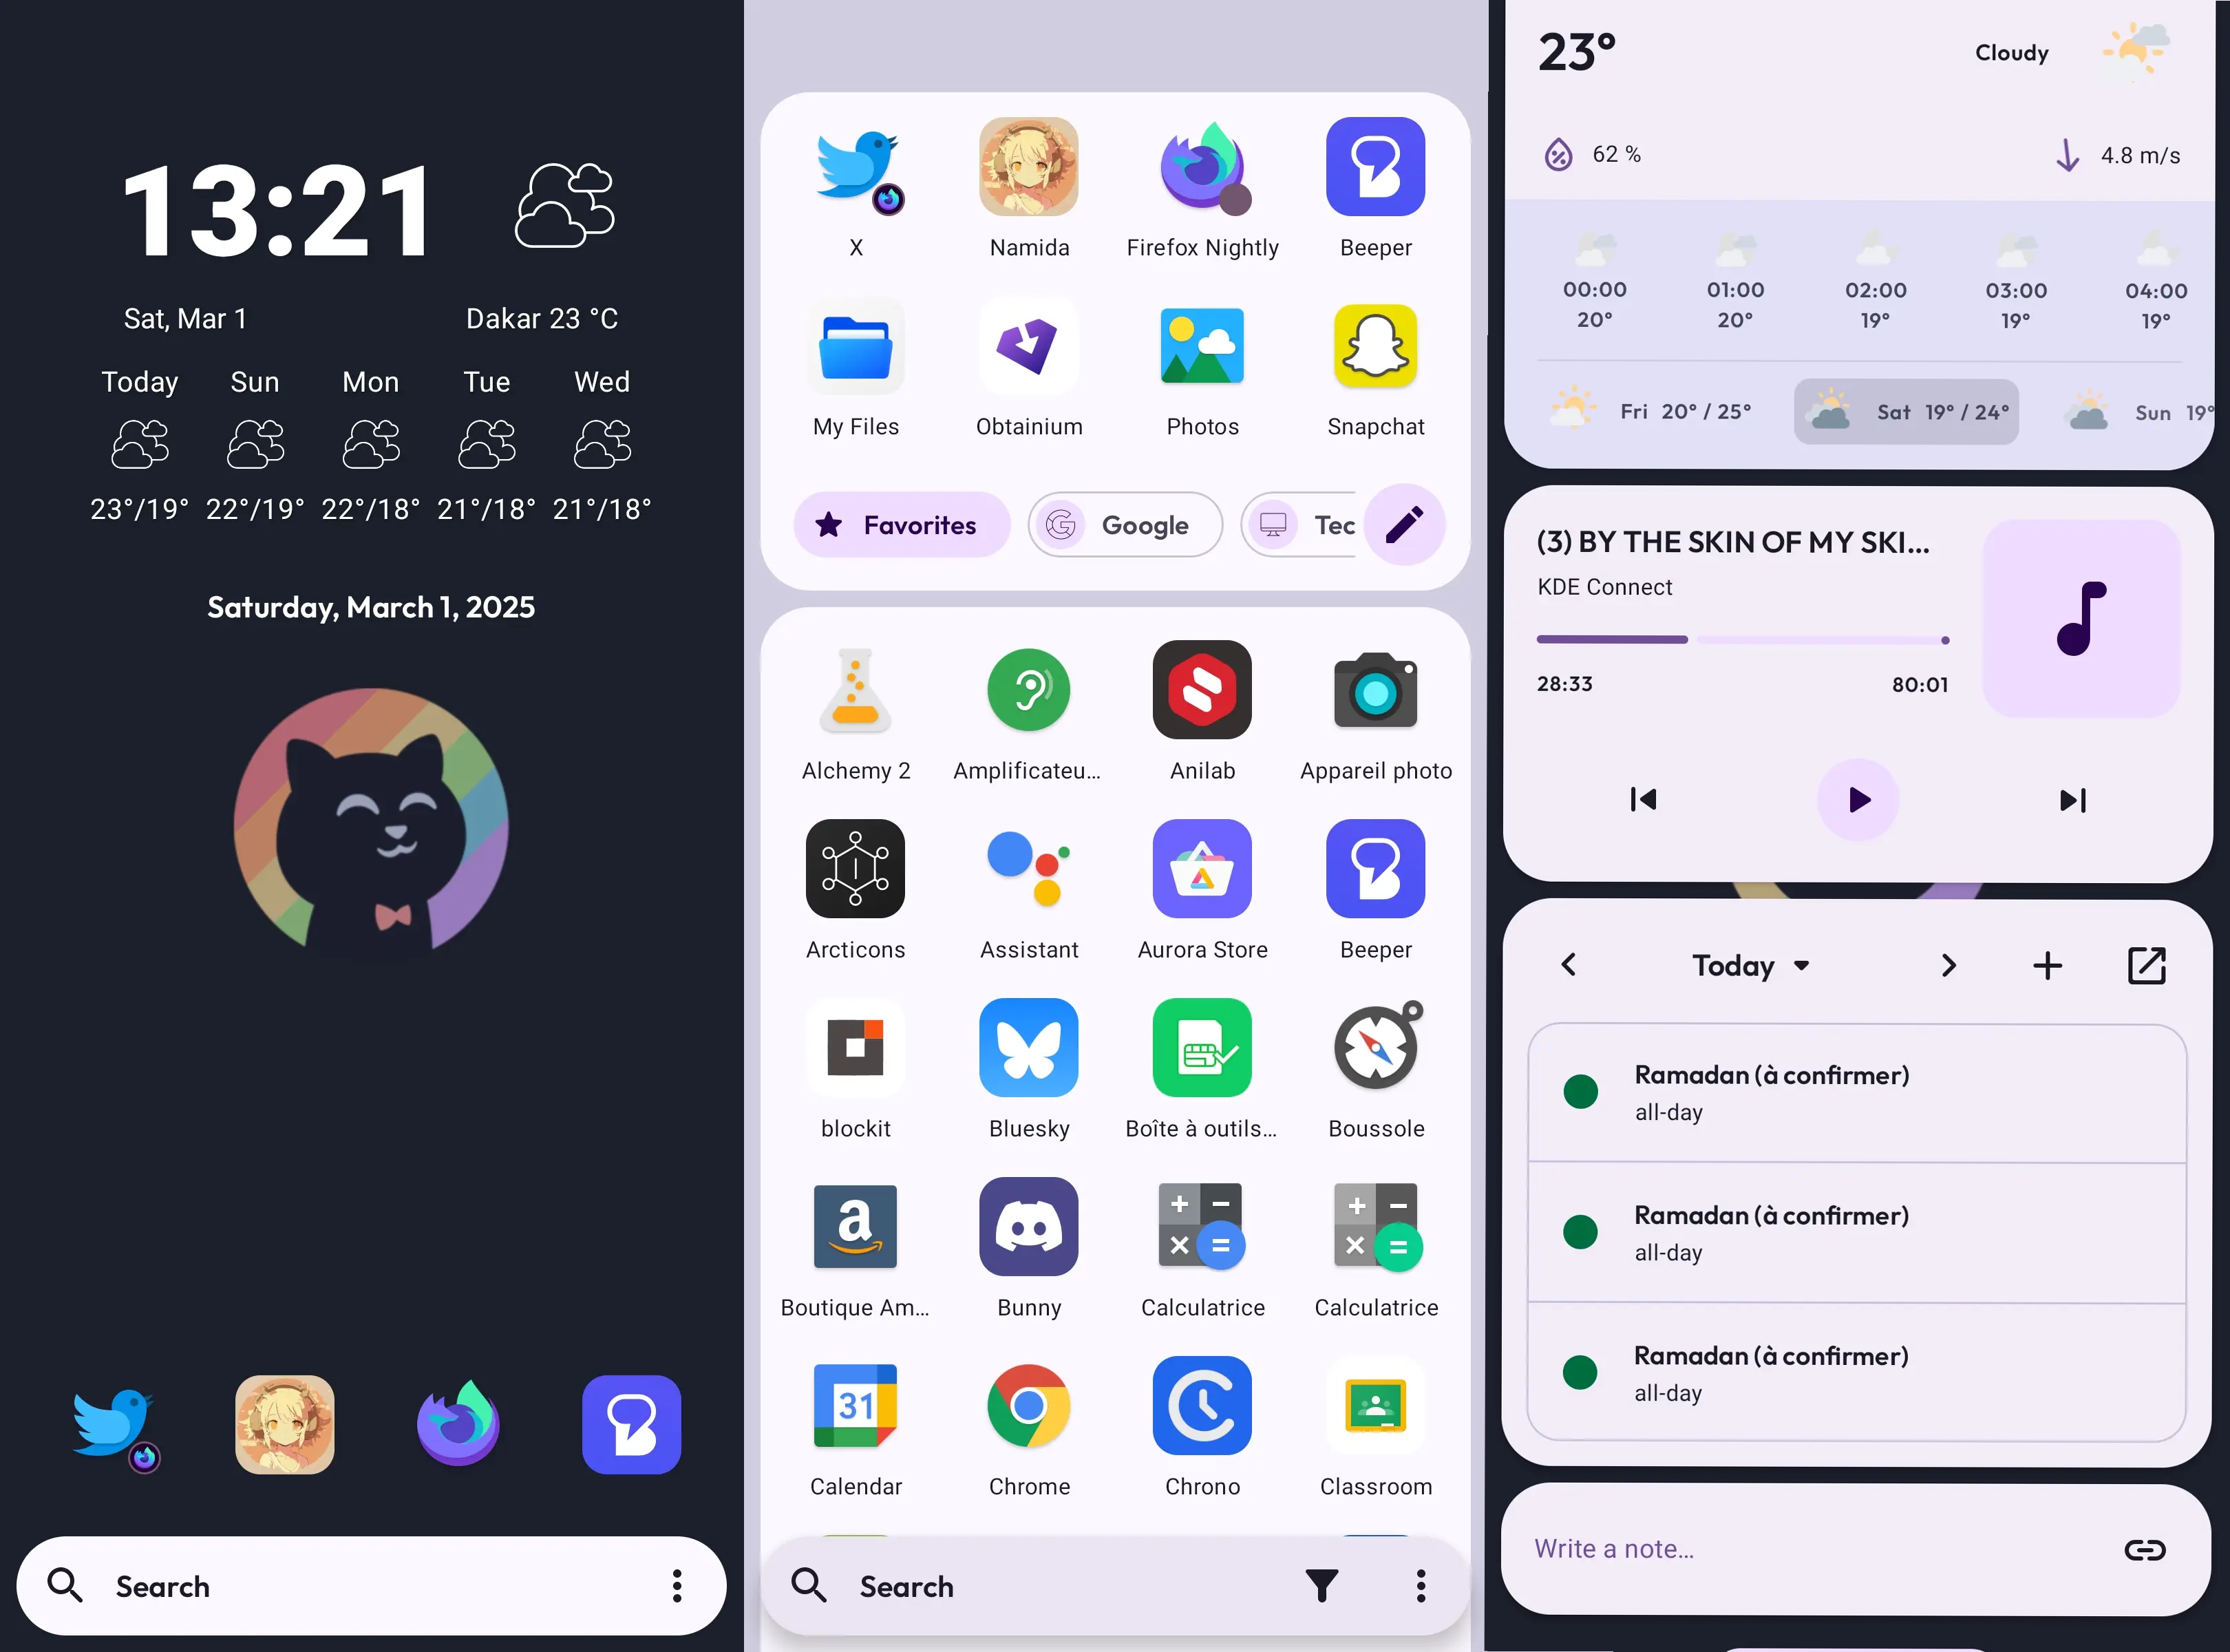 13:21
Sat, Mar 1
Dakar 23 °C
Today Sun Mon Tue Wed
23°/19° 22°/19° 22°/18° 21°/18° 21°/18°
Saturday, March 1, 2025
Search
X Namida Firefox Nightly Beeper
My Files Obtainium Photos Snapchat
Favorites Google Tec
Alchemy 2 Amplificateu... Anilab Appareil photo
Arcticons Assistant Aurora Store Beeper
blockit Bluesky Boîte à outils... Boussole
a
Boutique Am... Bunny Calculatrice Calculatrice
31
Calendar Chrome Chrono Classroom
Search
23° Cloudy
62 % 4.8 m/s
00:00 01:00 02:00 03:00 04:00
20° 20° 19° 19° 19°
Fri 20° / 25° Sat 19° / 24° Sun 19°
(3) BY THE SKIN OF MY SKI...
KDE Connect
28:33 80:01
Today
Ramadan (à confirmer)
all-day
Ramadan (à confirmer)
all-day
Ramadan (à confirmer)
all-day
Write a note...